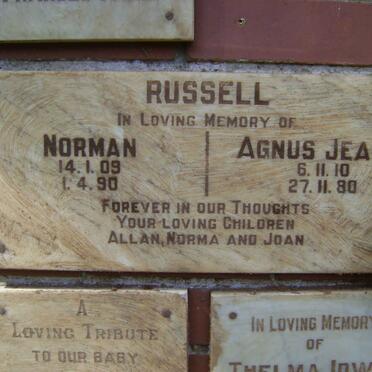 RUSSELL
IN LOVING MEMORY OF
NORMAN
14.1.09
1.4.90
AGNUS JEA
6.11.10
27.11.80
FOREVER IN OUR THOUGHTS
YOUR LOVING CHILDREN
ALLAN, NORMA AND JOAN
A
LOVING TRIBUTE
TO OUR BABY
IN LOVING MEMORY
OF
THELMA